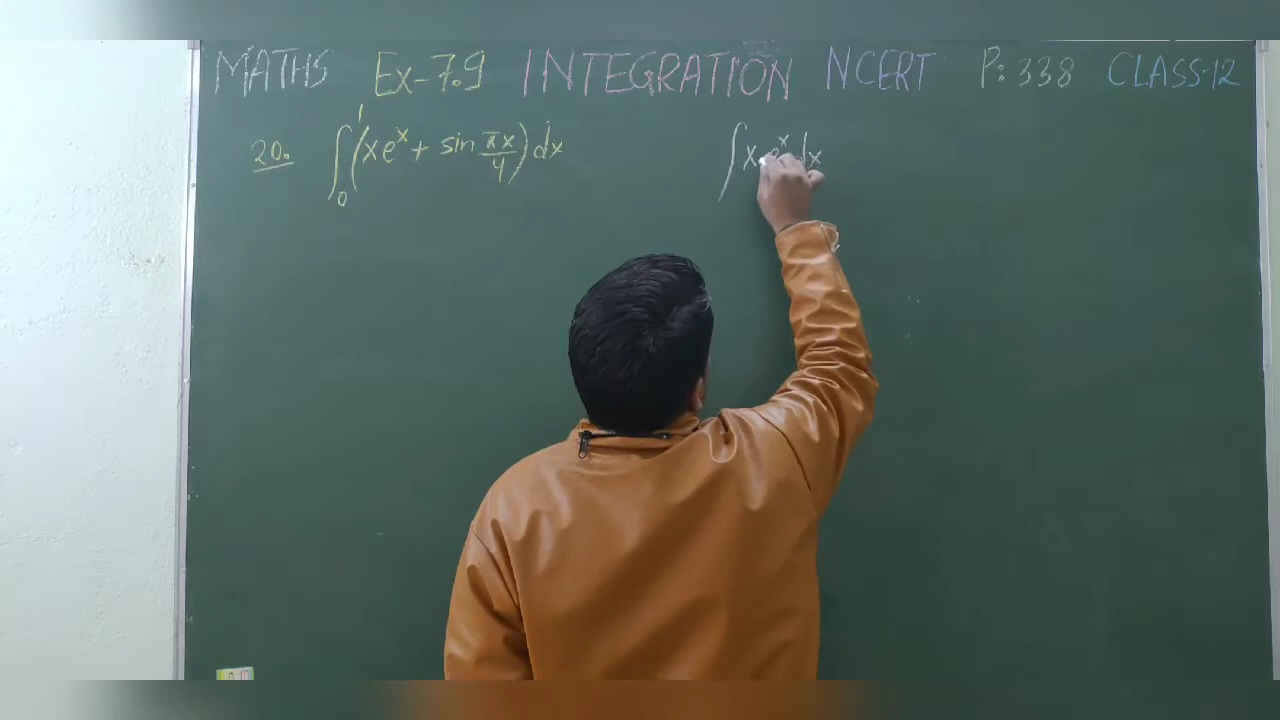 MATHS Ex-7.9 INTEGRATION NCERT P: 338 CLASS-12
20. ∫₀¹(xeˣ + sin πx/4)dx ∫x eˣ dx